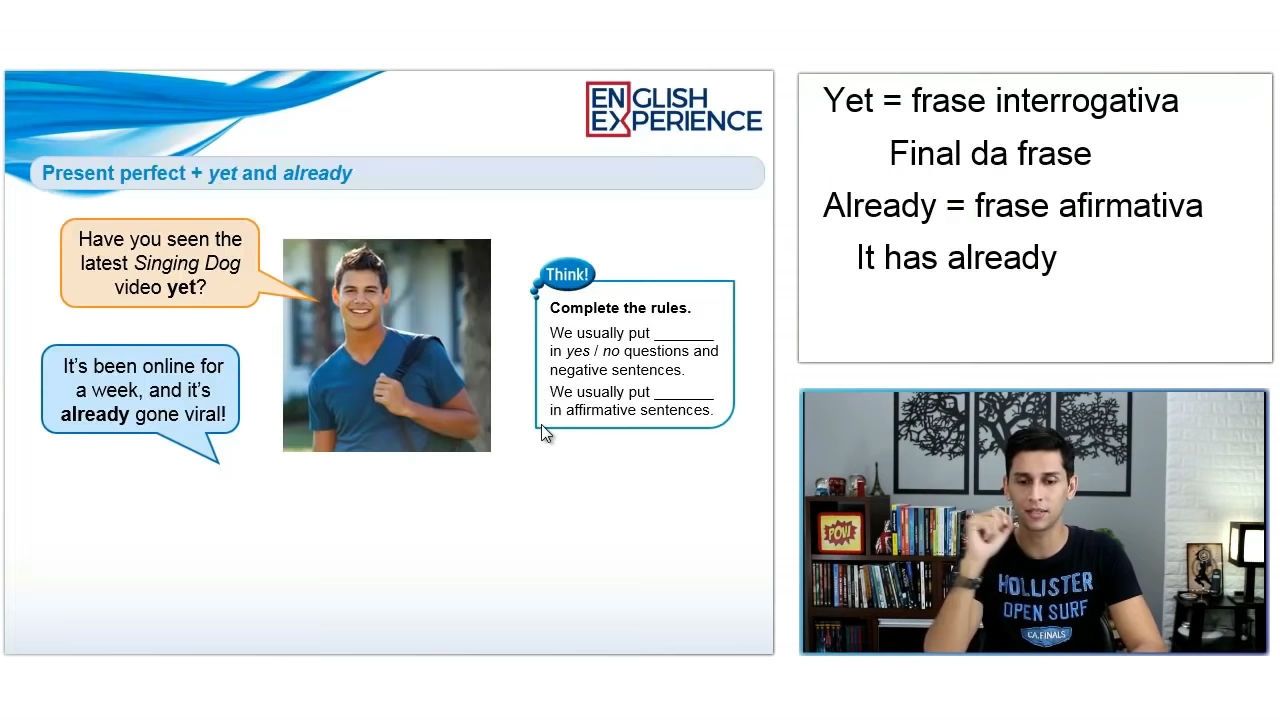 ENGLISH
EXPERIENCE
Present perfect + yet and already
Have you seen the
latest Singing Dog
video yet?
It's been online for
a week, and it's
already gone viral!
Think!
Complete the rules.
We usually put _______
in yes / no questions and
negative sentences.
We usually put _______
in affirmative sentences.
Yet = frase interrogativa
Final da frase
Already = frase afirmativa
It has already
POW
HOLLISTER
OPEN SURF
CA.FINALS